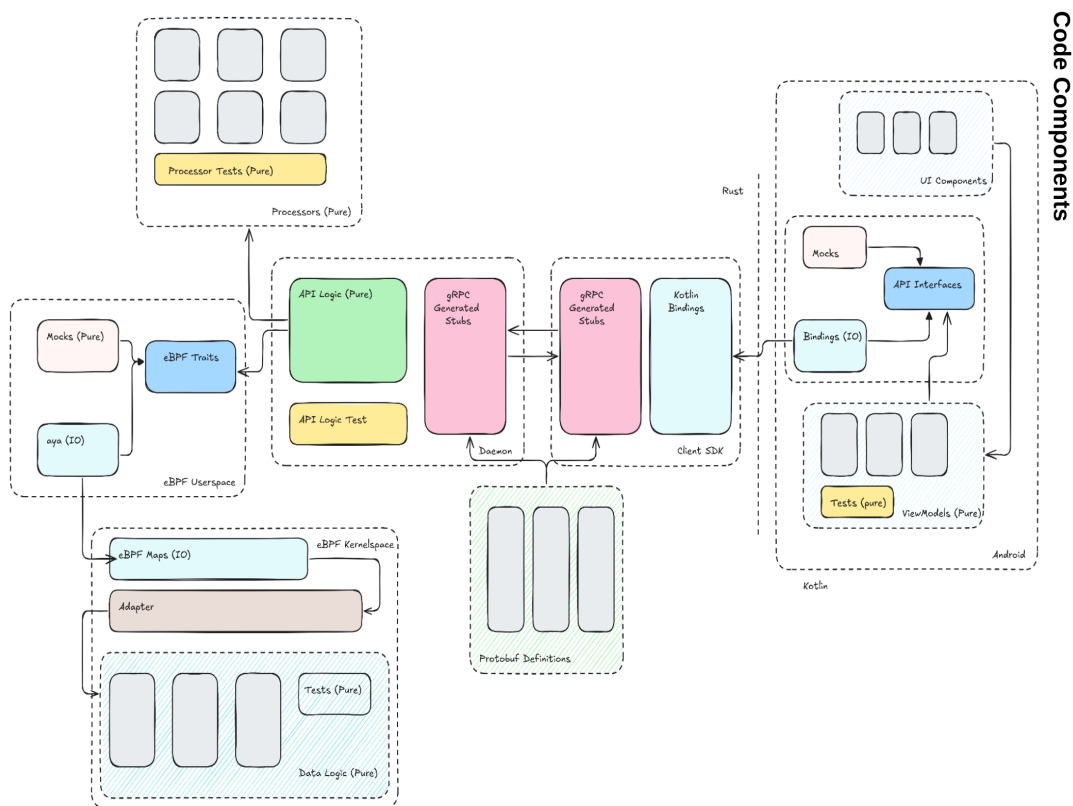 Code Components
Processor Tests (Pure)
Processors (Pure)
Rust
UI Components
Mocks
API Interfaces
Bindings (IO)
API Logic (Pure)
gRPC
Generated
Stubs
gRPC
Generated
Stubs
Kotlin
Bindings
Mocks (Pure)
eBPF Traits
API Logic Test
aya (IO)
eBPF Userspace
Daemon
Client SDK
Tests (pure)
ViewModels (Pure)
Android
Kotlin
eBPF Maps (IO)
eBPF Kernelspace
Adapter
Protobuf Definitions
Tests (Pure)
Data Logic (Pure)